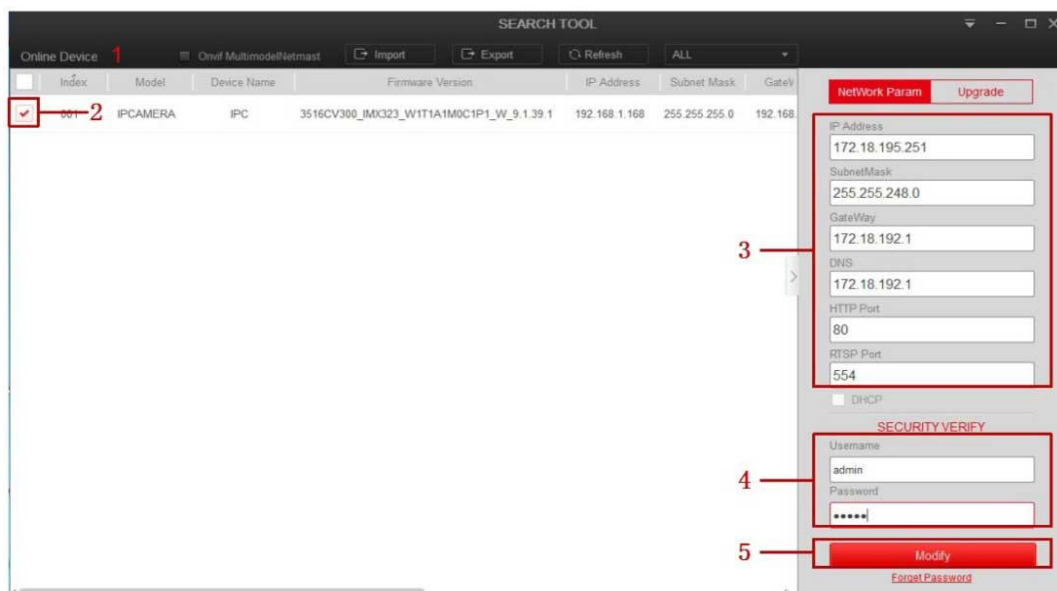 SEARCH TOOL
Online Device 1 Onvif MultimodelNetmast Import Export Refresh ALL
Index Model Device Name Firmware Version IP Address Subnet Mask GateW
2 001 IPCAMERA IPC 3516CV300_IMX323_W1T1A1M0C1P1_W_9.1.39.1 192.168.1.168 255.255.255.0 192.168.
NetWork Param Upgrade
IP Address
172.18.195.251
SubnetMask
255.255.248.0
GateWay
172.18.192.1
3
DNS
172.18.192.1
HTTP Port
80
RTSP Port
554
DHCP
SECURITY VERIFY
Username
admin
4
Password
•••••
5
Modify
Forget Password